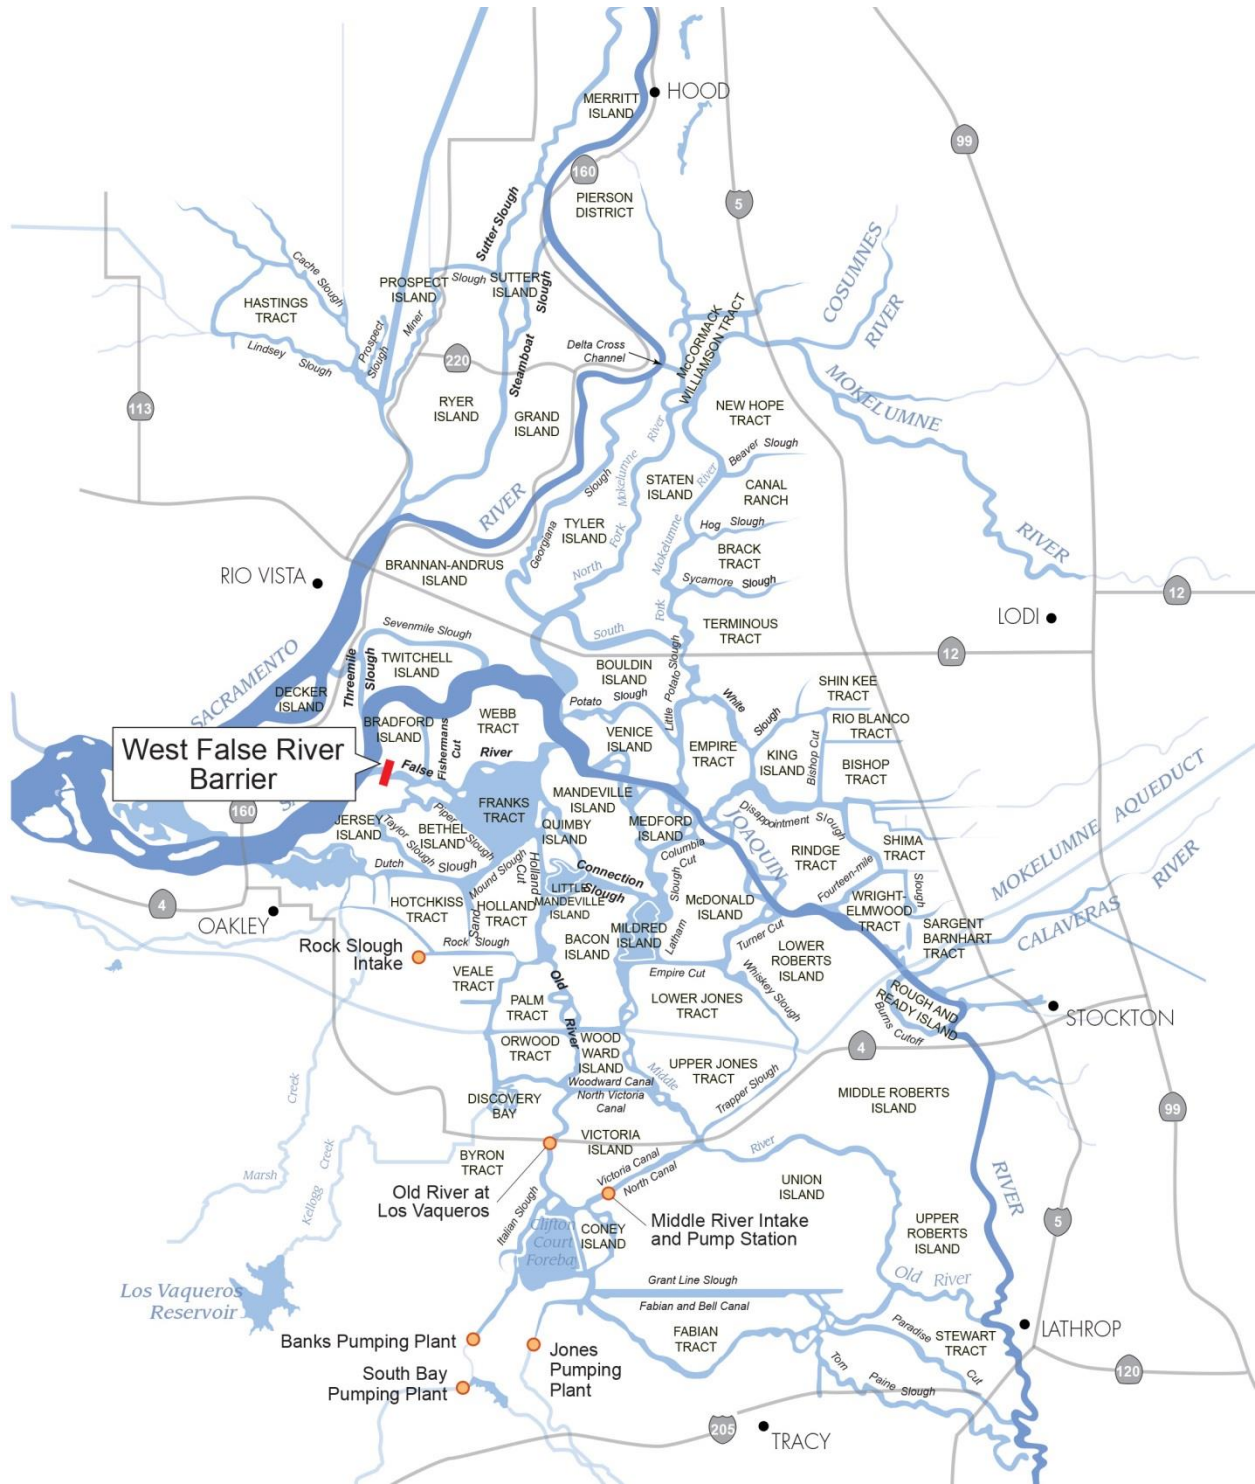 HOOD
MERRITT
ISLAND
160
99
5
PIERSON
DISTRICT
Sutter Slough
COSUMNES
RIVER
Cache Slough
HASTINGS
TRACT
Lindsey Slough
Prospect
Slough
PROSPECT
ISLAND
Miner
Slough
SUTTER
ISLAND
Steamboat Slough
Delta Cross
Channel
McCORMACK
WILLIAMSON TRACT
MOKELUMNE
RIVER
220
113
RYER
ISLAND
GRAND
ISLAND
NEW HOPE
TRACT
Beaver Slough
STATEN
ISLAND
CANAL
RANCH
Hog Slough
BRACK
TRACT
Sycamore Slough
TERMINOUS
TRACT
TYLER
ISLAND
Georgiana Slough
North Fork Mokelumne River
South Fork Mokelumne River
SACRAMENTO RIVER
BRANNAN-ANDRUS
ISLAND
RIO VISTA
LODI
12
12
Sevenmile Slough
Threemile
Slough
TWITCHELL
ISLAND
DECKER
ISLAND
BRADFORD
ISLAND
Fishermans
Cut
WEBB
TRACT
False River
BOULDIN
ISLAND
Potato Slough
Little Potato Slough
White Slough
SHIN KEE
TRACT
RIO BLANCO
TRACT
BISHOP
TRACT
Bishop Cut
KING
ISLAND
EMPIRE
TRACT
VENICE
ISLAND
West False River
Barrier
SA
160
JERSEY
ISLAND
Taylor Slough
BETHEL
ISLAND
Piper Slough
FRANKS
TRACT
QUIMBY
ISLAND
MANDEVILLE
ISLAND
MEDFORD
ISLAND
Columbia
Cut
JOAQUIN
RIVER
Disappointment Slough
RINDGE
TRACT
Fourteen-mile
Slough
SHIMA
TRACT
MOKELUMNE AQUEDUCT
CALAVERAS
RIVER
WRIGHT-
ELMWOOD
TRACT
SARGENT
BARNHART
TRACT
Dutch Slough
Sand Mound Slough
Holland
Cut
Connection
Slough
LITTLE
MANDEVILLE
ISLAND
HOTCHKISS
TRACT
HOLLAND
TRACT
4
OAKLEY
Rock Slough
Intake
Rock Slough
BACON
ISLAND
MILDRED
ISLAND
Latham Slough
McDONALD
ISLAND
Turner Cut
LOWER
ROBERTS
ISLAND
Whiskey Slough
Empire Cut
VEALE
TRACT
PALM
TRACT
Old River
LOWER JONES
TRACT
ROUGH AND
READY ISLAND
Burns Cutoff
STOCKTON
4
ORWOOD
TRACT
WOOD
WARD
ISLAND
Woodward Canal
North Victoria
Canal
Middle River
UPPER JONES
TRACT
Trapper Slough
MIDDLE ROBERTS
ISLAND
99
DISCOVERY
BAY
Marsh Creek
Kellogg Creek
BYRON
TRACT
VICTORIA
ISLAND
Victoria Canal
North Canal
Old River at
Los Vaqueros
Italian Slough
UNION
ISLAND
Middle River Intake
and Pump Station
CONEY
ISLAND
Clifton
Court
Forebay
UPPER
ROBERTS
ISLAND
5
Los Vaqueros
Reservoir
Grant Line Slough
Fabian and Bell Canal
Old River
Banks Pumping Plant
South Bay
Pumping Plant
Jones
Pumping
Plant
FABIAN
TRACT
Paradise Cut
STEWART
TRACT
LATHROP
Tom Paine Slough
120
205
TRACY